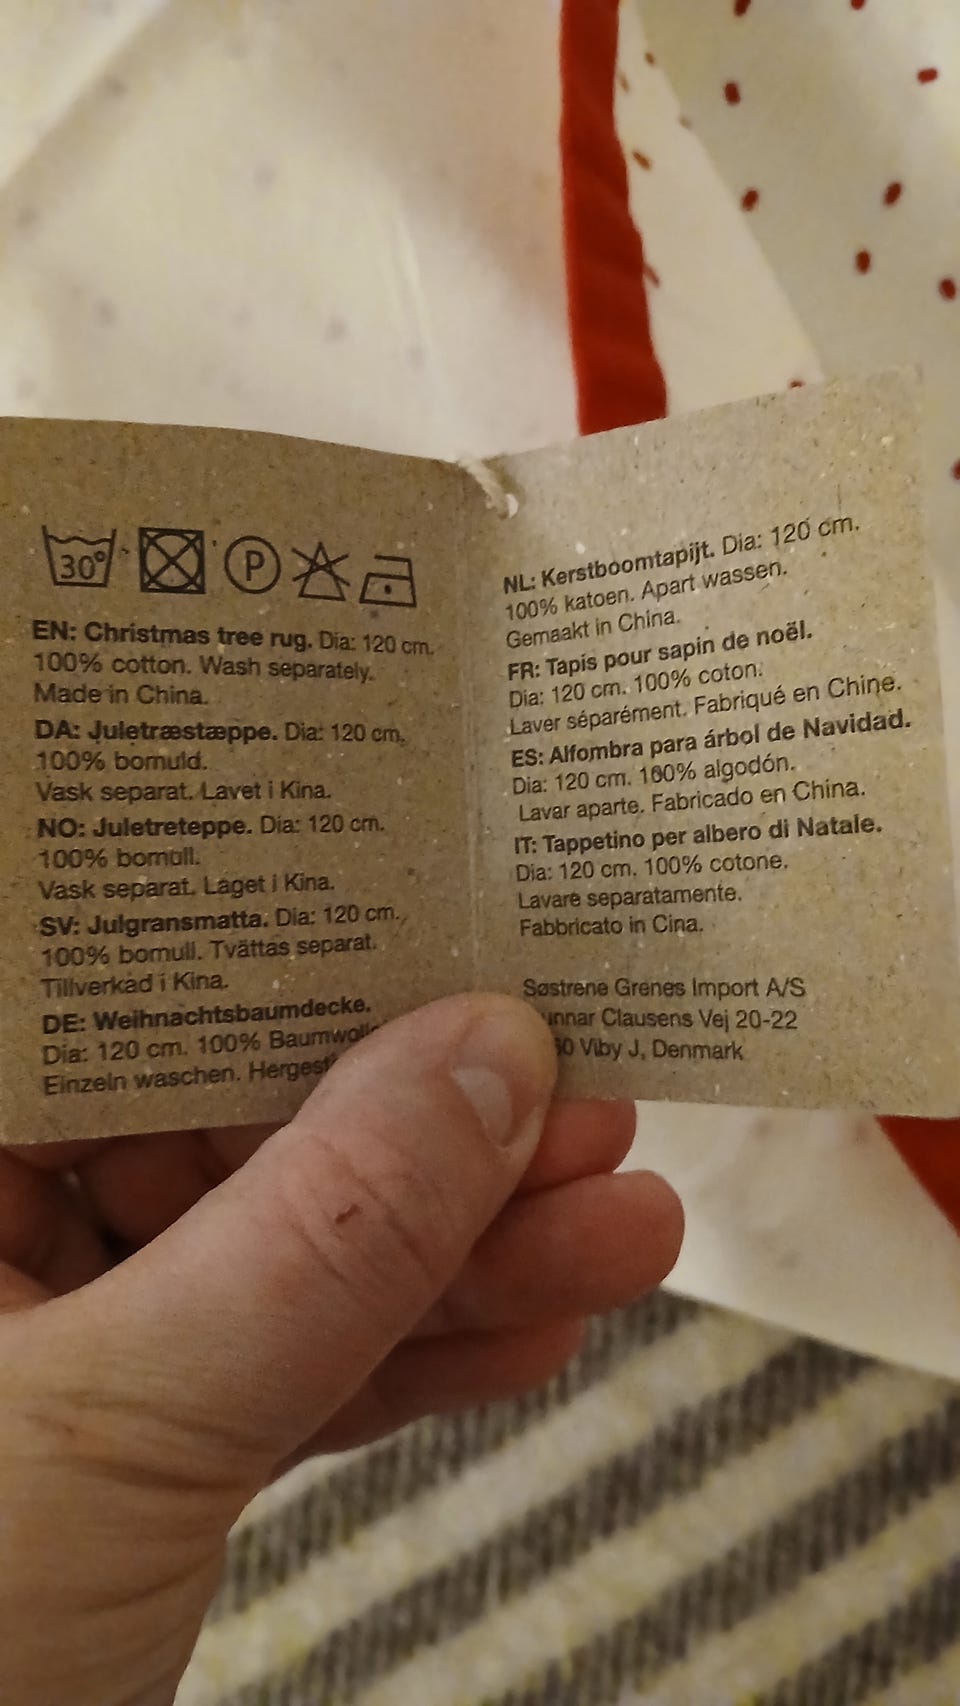 30° P
EN: Christmas tree rug. Dia: 120 cm.
100% cotton. Wash separately.
Made in China.
DA: Juletræstæppe. Dia: 120 cm.
100% bomuld.
Vask separat. Lavet i Kina.
NO: Juletreteppe. Dia: 120 cm.
100% bomull.
Vask separat. Laget i Kina.
SV: Julgransmatta. Dia: 120 cm.
100% bomull. Tvättas separat.
Tillverkad i Kina.
DE: Weihnachtsbaumdecke.
Dia: 120 cm. 100%
Einzeln waschen.
NL: Kerstboomtapijt. Dia: 120 cm.
100% katoen. Apart wassen.
Gemaakt in China.
FR: Tapis pour sapin de noël.
Dia: 120 cm. 100% coton.
Laver séparément. Fabriqué en Chine.
ES: Alfombra para árbol de Navidad.
Dia: 120 cm. 100% algodón.
Lavar aparte. Fabricado en China.
IT: Tappetino per albero di Natale.
Dia: 120 cm. 100% cotone.
Lavare separatamente.
Fabbricato in Cina.
Søstrene Grenes Import A/S
Clausens Vej 20-22
Viby J, Denmark